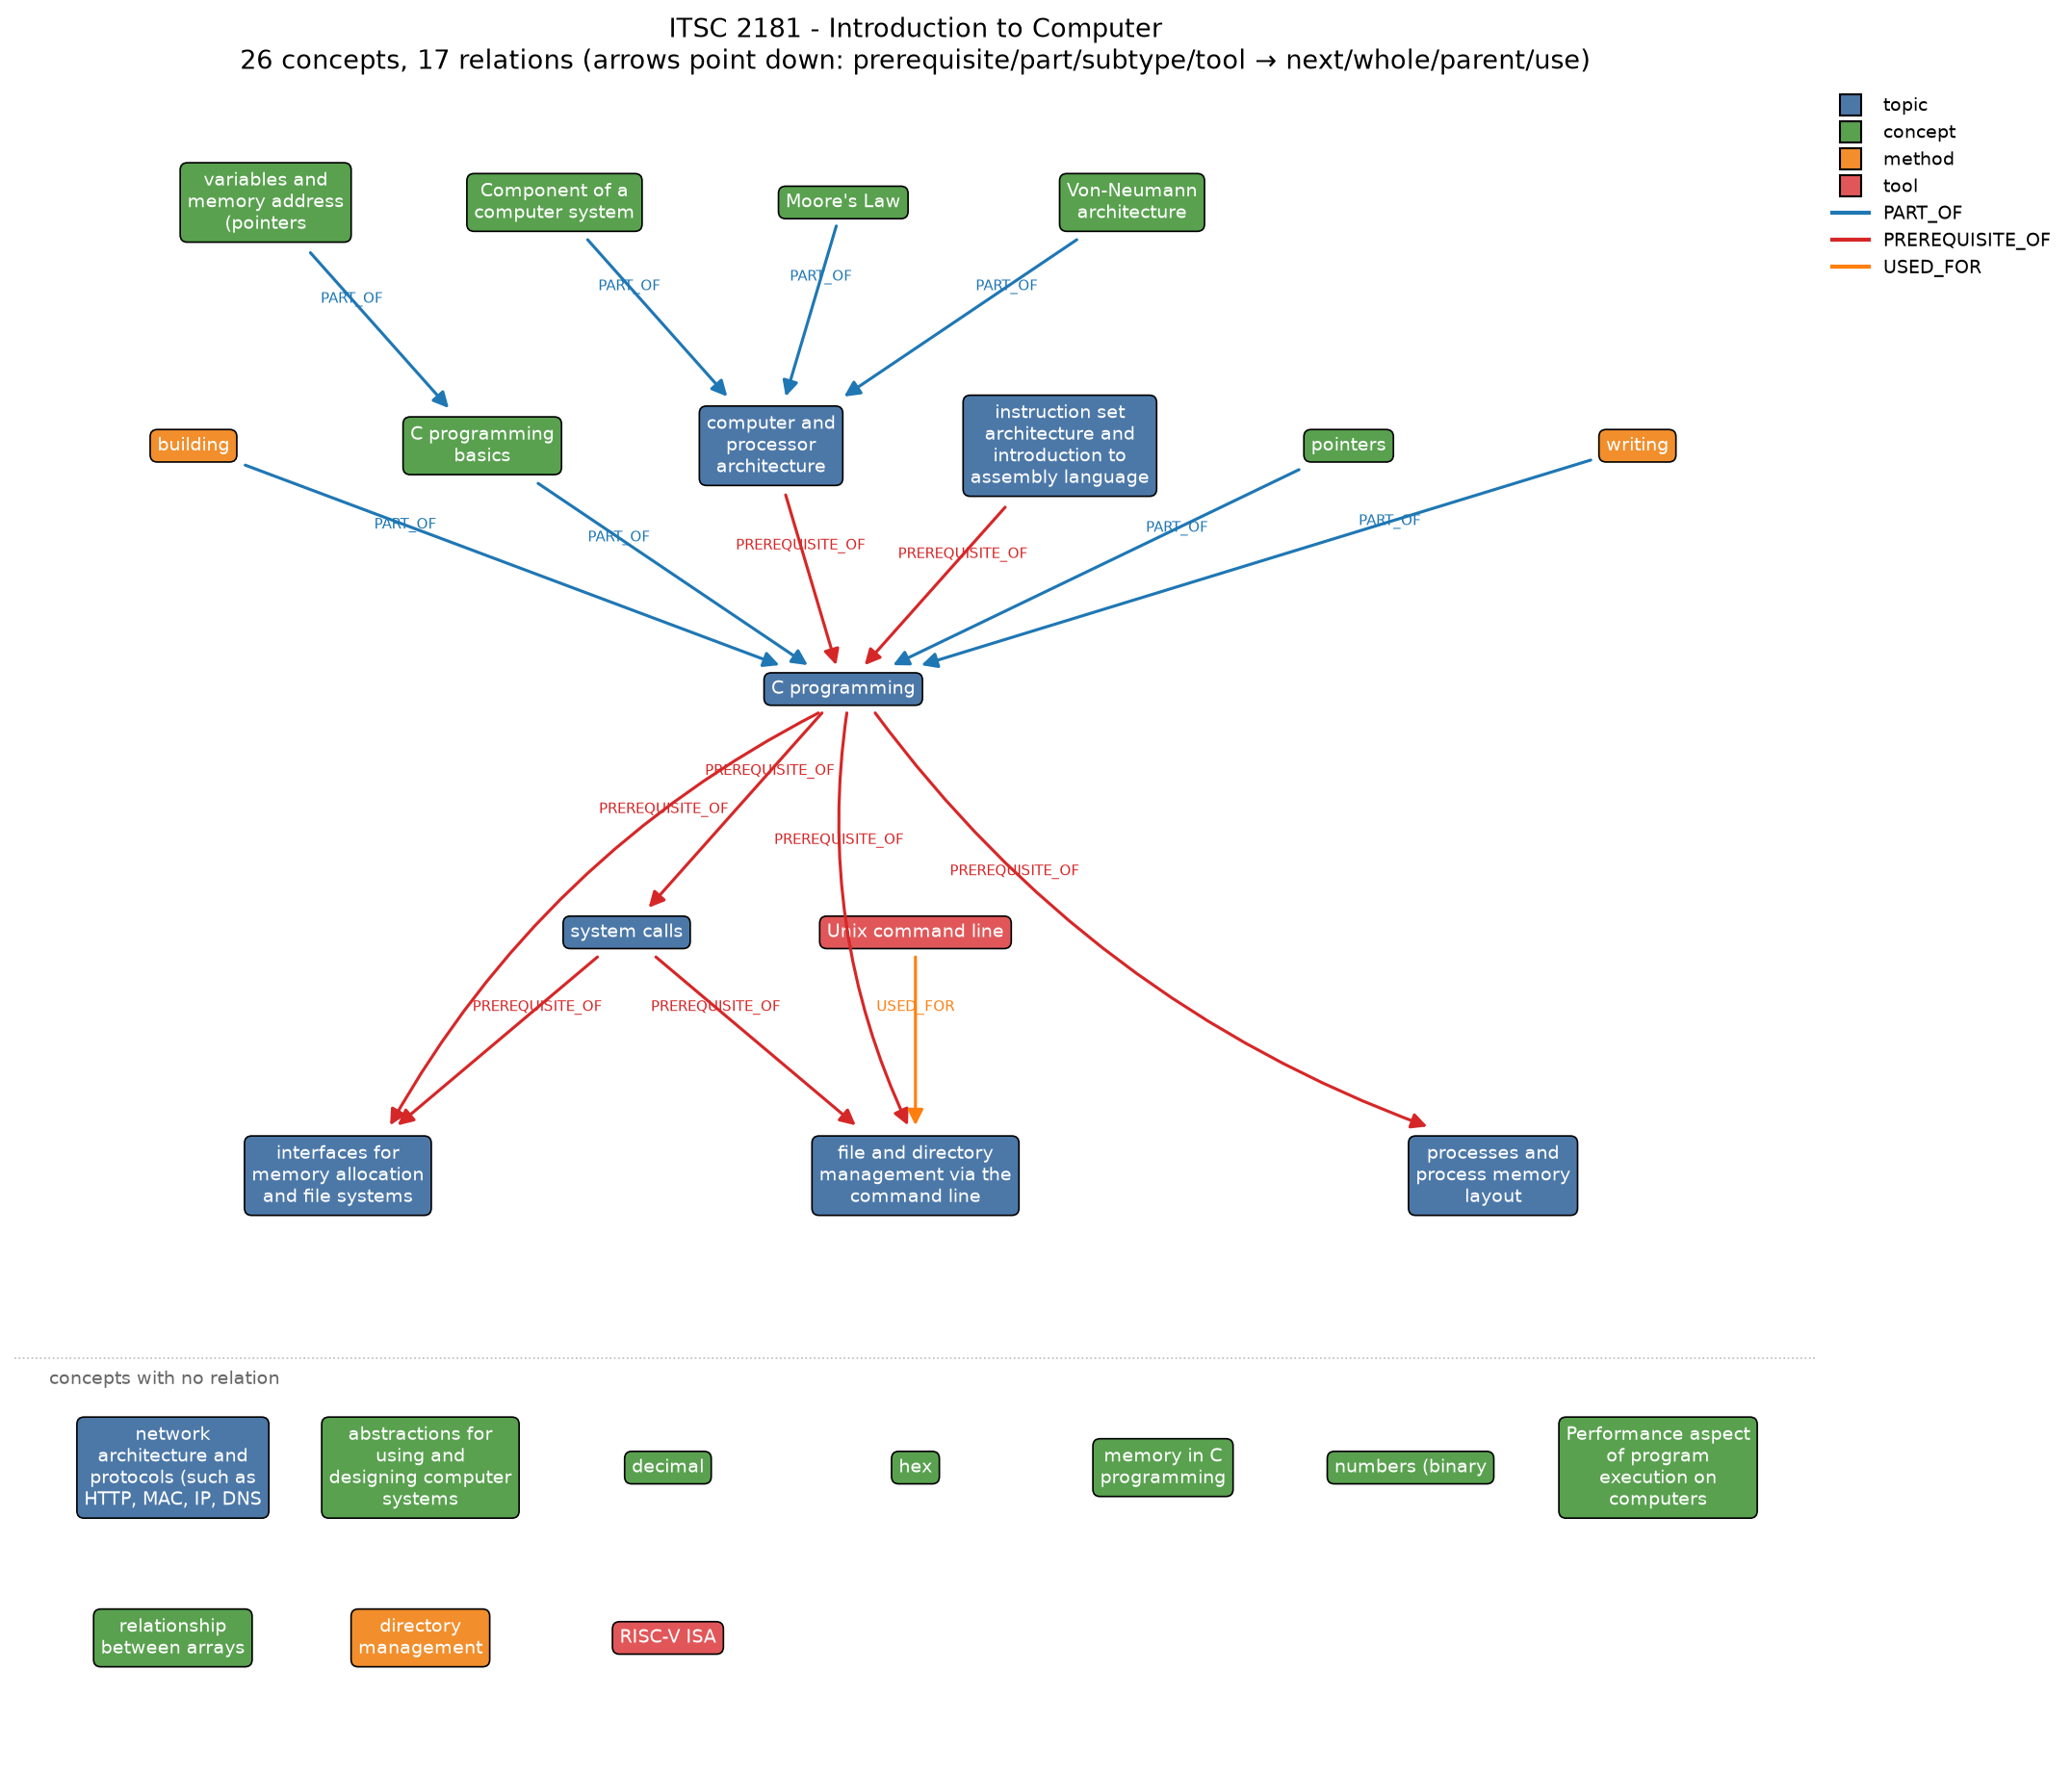 ITSC 2181 - Introduction to Computer
26 concepts, 17 relations (arrows point down: prerequisite/part/subtype/tool → next/whole/parent/use)
topic
concept
method
tool
PART_OF
PREREQUISITE_OF
USED_FOR
variables and
memory address
(pointers
Component of a
computer system
Moore's Law
Von-Neumann
architecture
PART_OF
PART_OF
PART_OF
PART_OF
building
C programming
basics
computer and
processor
architecture
instruction set
architecture and
introduction to
assembly language
pointers
writing
PART_OF
PART_OF
PREREQUISITE_OF
PREREQUISITE_OF
PART_OF
PART_OF
C programming
PREREQUISITE_OF
PREREQUISITE_OF
PREREQUISITE_OF
PREREQUISITE_OF
system calls
Unix command line
PREREQUISITE_OF
PREREQUISITE_OF
USED_FOR
interfaces for
memory allocation
and file systems
file and directory
management via the
command line
processes and
process memory
layout
concepts with no relation
network
architecture and
protocols (such as
HTTP, MAC, IP, DNS
abstractions for
using and
designing computer
systems
decimal
hex
memory in C
programming
numbers (binary
Performance aspect
of program
execution on
computers
relationship
between arrays
directory
management
RISC-V ISA